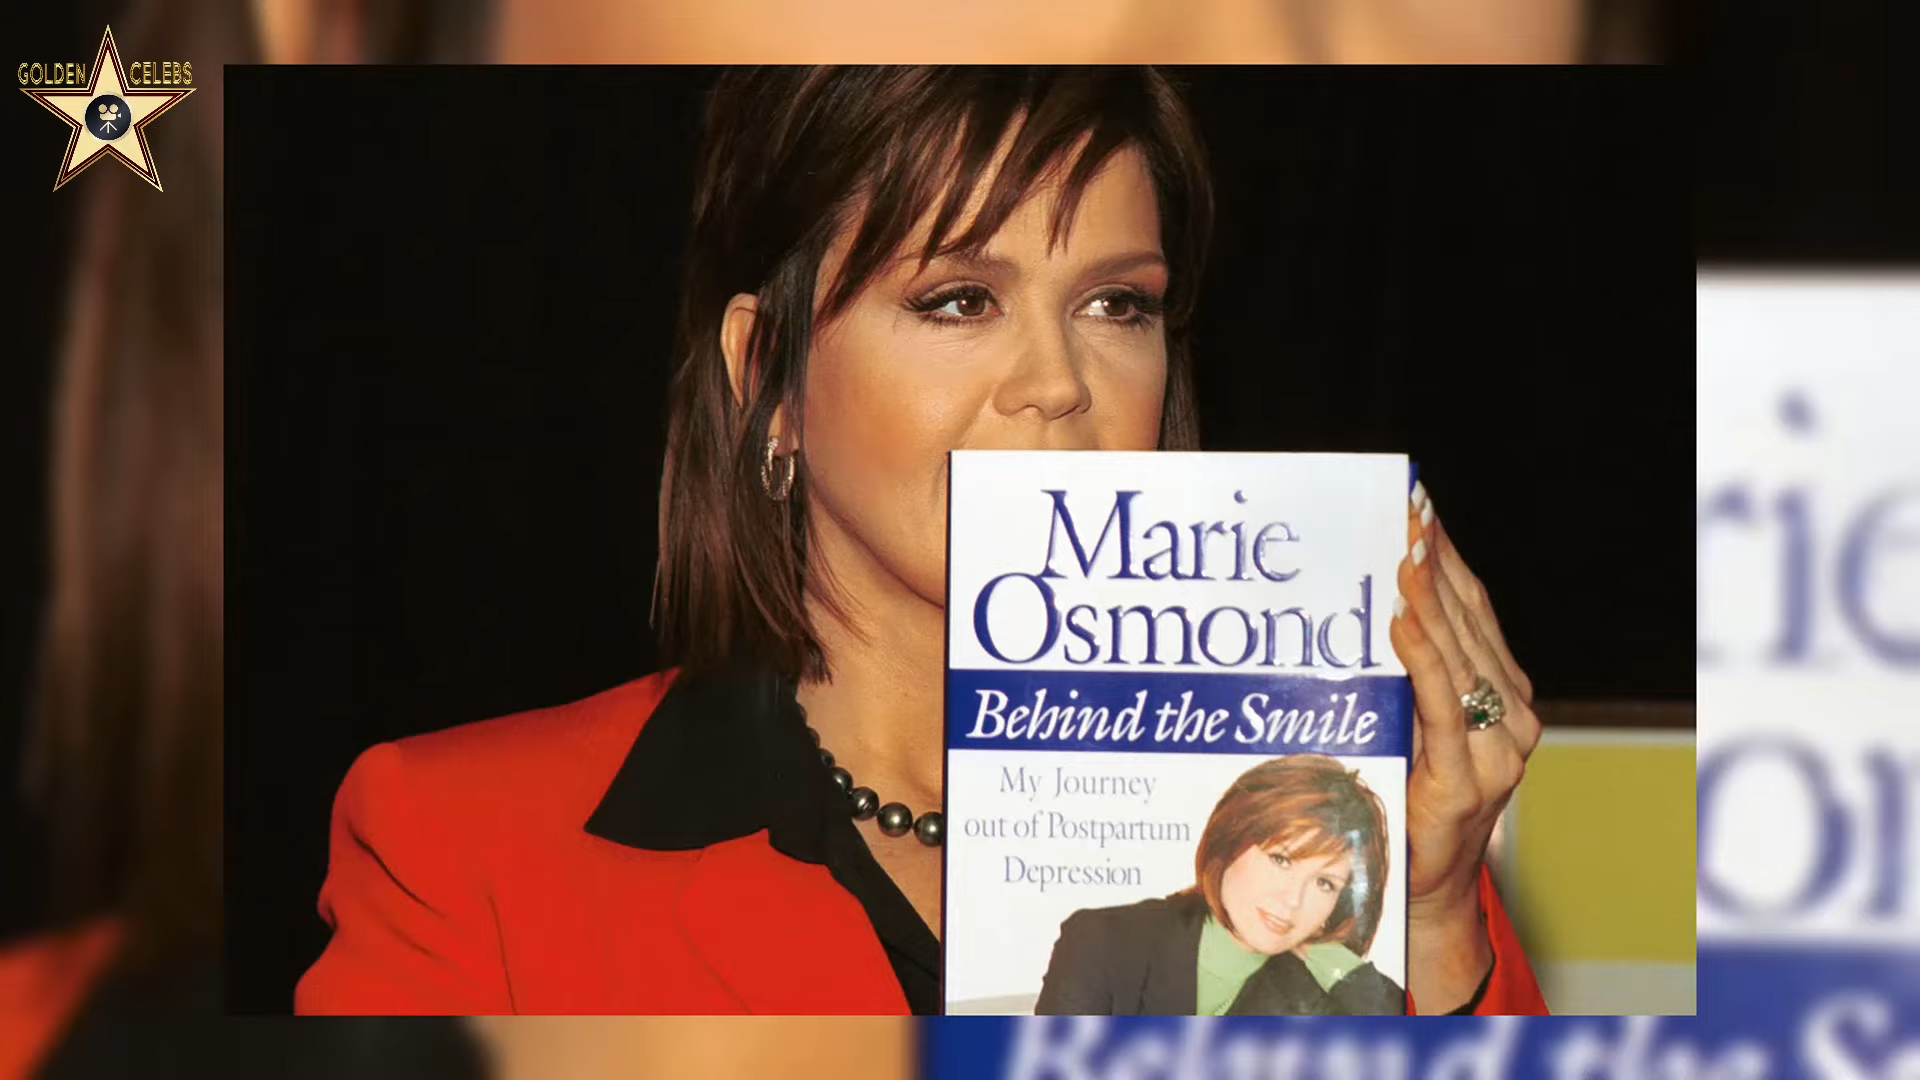 GOLDEN CELEBS
Marie
Osmond
Behind the Smile
My Journey
out of Postpartum
Depression